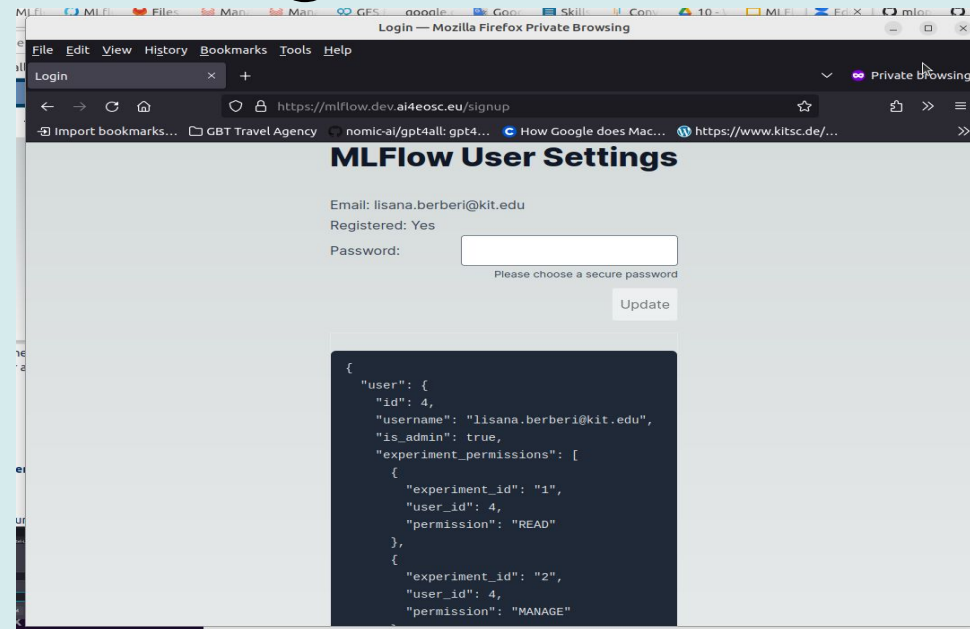 Files
GFS
google
Login — Mozilla Firefox Private Browsing
File Edit View History Bookmarks Tools Help
Login
Private browsing
https://mlflow.dev.ai4eosc.eu/signup
Import bookmarks... GBT Travel Agency nomic-ai/gpt4all: gpt4... How Google does Mac... https://www.kitsc.de/...
MLFlow User Settings
Email: lisana.berberi@kit.edu
Registered: Yes
Password:
Please choose a secure password
Update
{
"user": {
"id": 4,
"username": "lisana.berberi@kit.edu",
"is_admin": true,
"experiment_permissions": [
{
"experiment_id": "1",
"user_id": 4,
"permission": "READ"
},
{
"experiment_id": "2",
"user_id": 4,
"permission": "MANAGE"